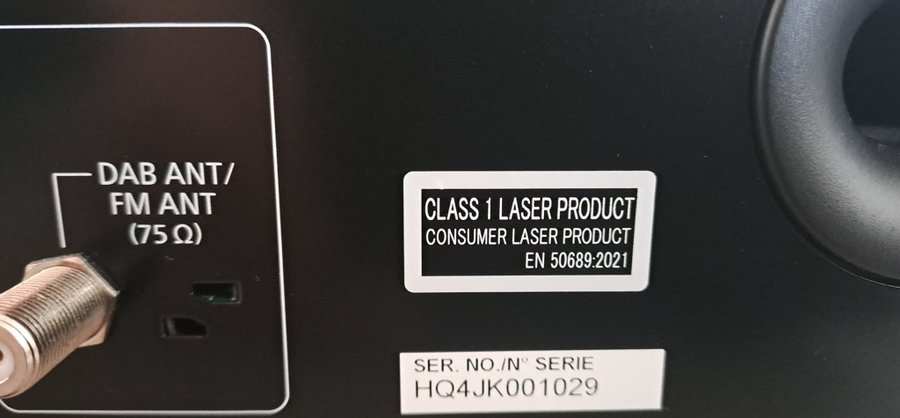 DAB ANT/
FM ANT
(75 Ω)
CLASS 1 LASER PRODUCT
CONSUMER LASER PRODUCT
EN 50689:2021
SER. NO./N° SERIE
HQ4JK001029